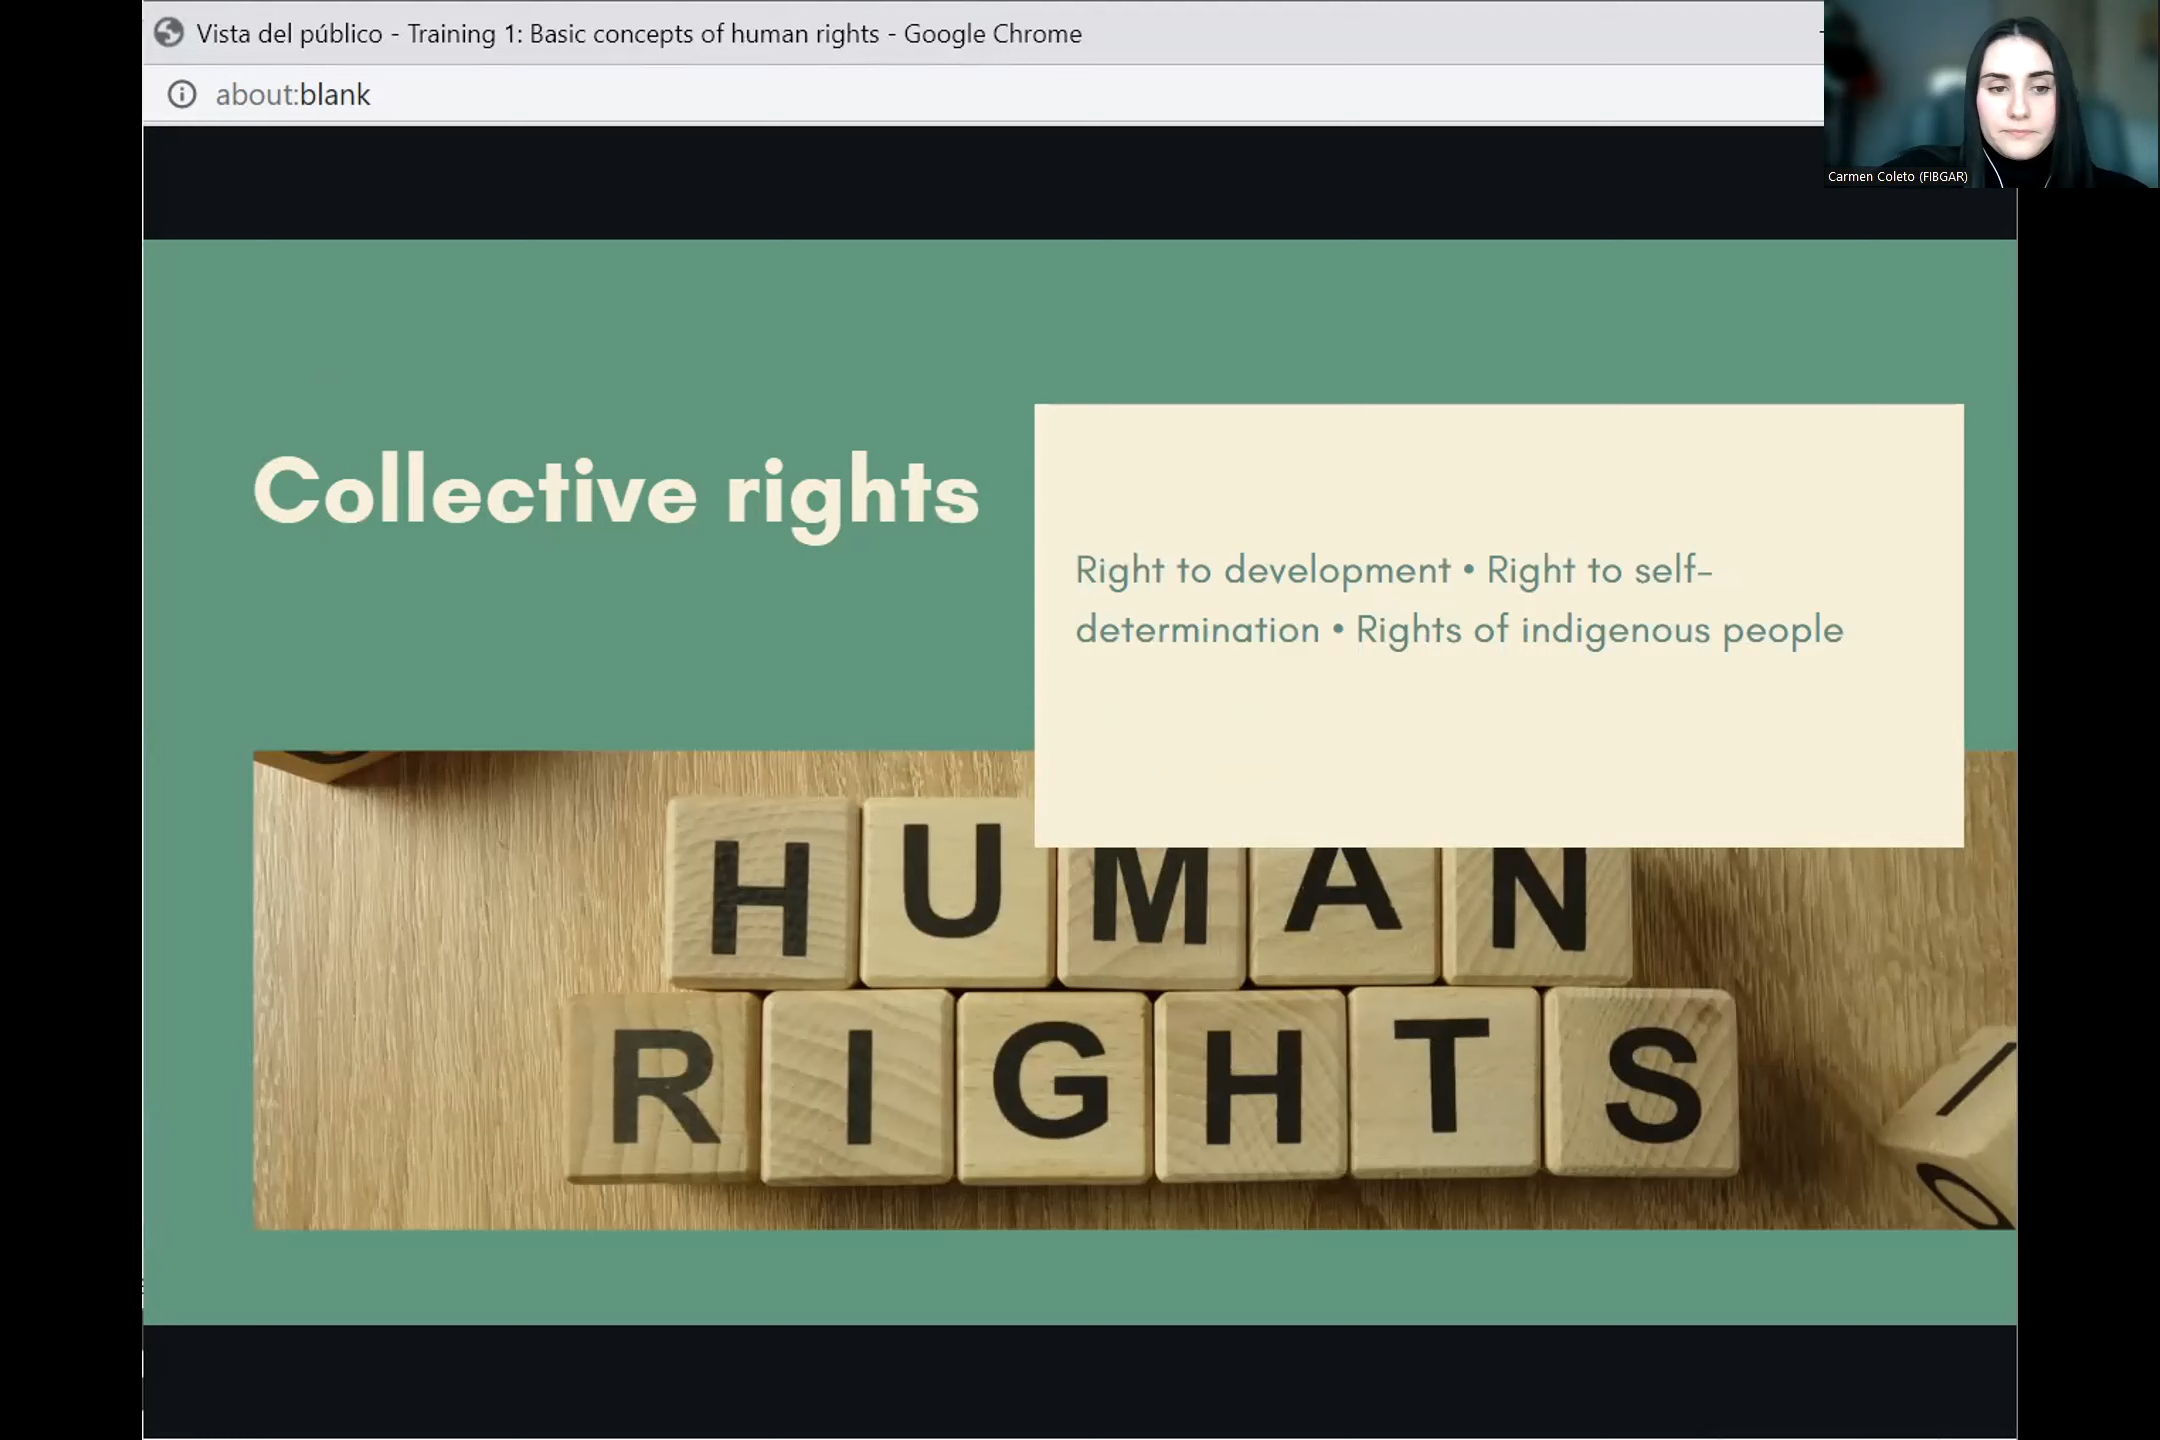 Vista del público - Training 1: Basic concepts of human rights - Google Chrome
about:blank
Carmen Coleto (FIBGAR)
Collective rights
Right to development • Right to self-
determination • Rights of indigenous people
HUMAN
RIGHTS